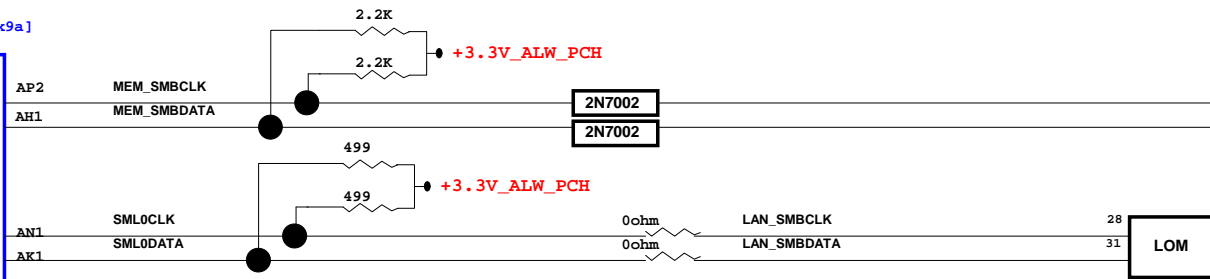 k9a]
2.2K
+3.3V_ALW_PCH
2.2K
AP2 MEM_SMBCLK
2N7002
AH1 MEM_SMBDATA
2N7002
499
+3.3V_ALW_PCH
499
AN1 SML0CLK 0ohm LAN_SMBCLK 28
AK1 SML0DATA 0ohm LAN_SMBDATA 31
LOM